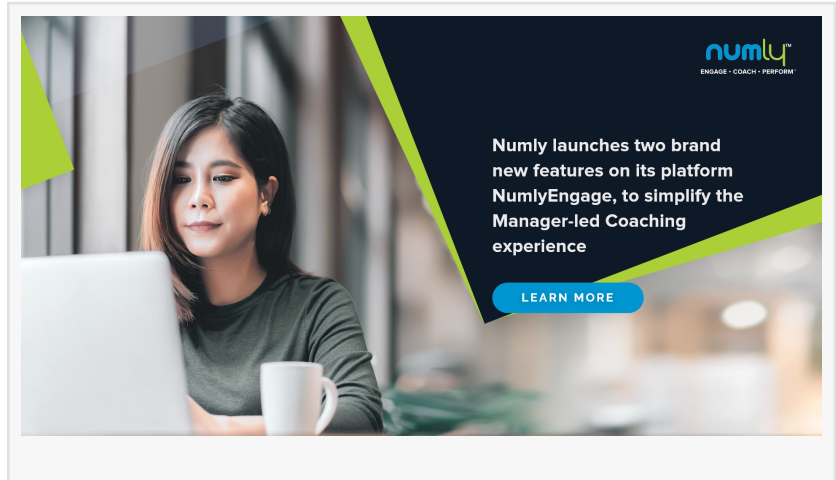 numly™
ENGAGE • COACH • PERFORM™
Numly launches two brand
new features on its platform
NumlyEngage, to simplify the
Manager-led Coaching
experience
LEARN MORE